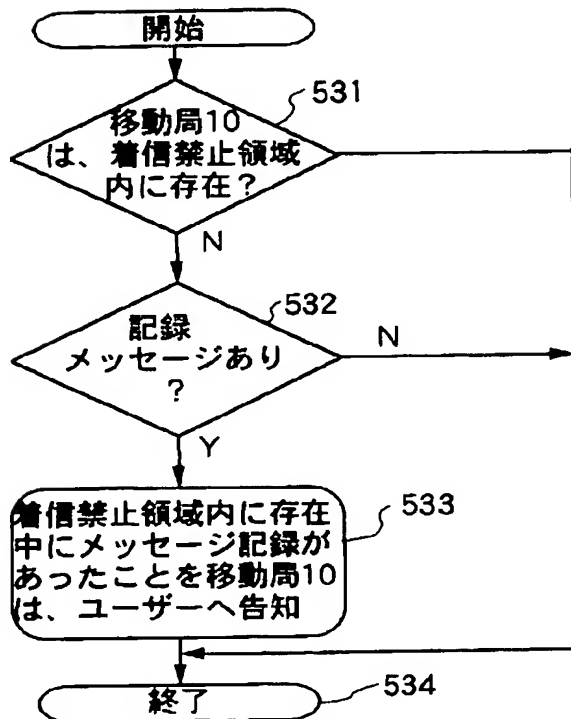 開始
531
移動局10
は、着信禁止領域
内に存在？
N
532
記録
メッセージあり
？
N
Y
533
着信禁止領域内に存在
中にメッセージ記録が
あったことを移動局10
は、ユーザーへ告知
534
終了